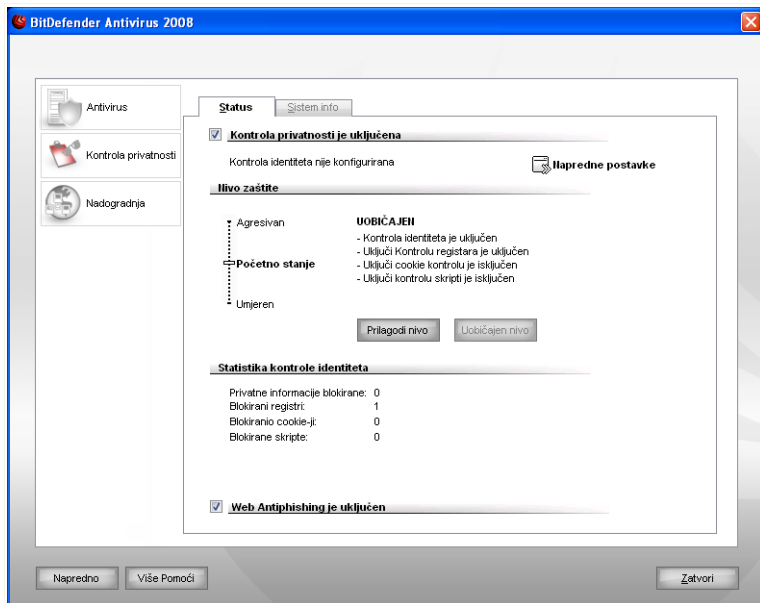 BitDefender Antivirus 2008
Antivirus
Kontrola privatnosti
Nadogradnja
Status
Sistem info
Kontrola privatnosti je uključena
Kontrola identiteta nije konfigurirana
Napredne postavke
Nivo zaštite
Agresivan
Početno stanje
Umjeren
UOBIČAJEN
- Kontrola identiteta je uključen
- Uključi Kontrolu registara je uključen
- Uključi cookie kontrolu je isključen
- Uključi kontrolu skripti je isključen
Prilagodi nivo
Uobičajen nivo
Statistika kontrole identiteta
Privatne informacije blokirane: 0
Blokirani registri: 1
Blokiranio cookie-ji: 0
Blokirane skripte: 0
Web Antiphishing je uključen
Napredno
Više Pomoći
Zatvori